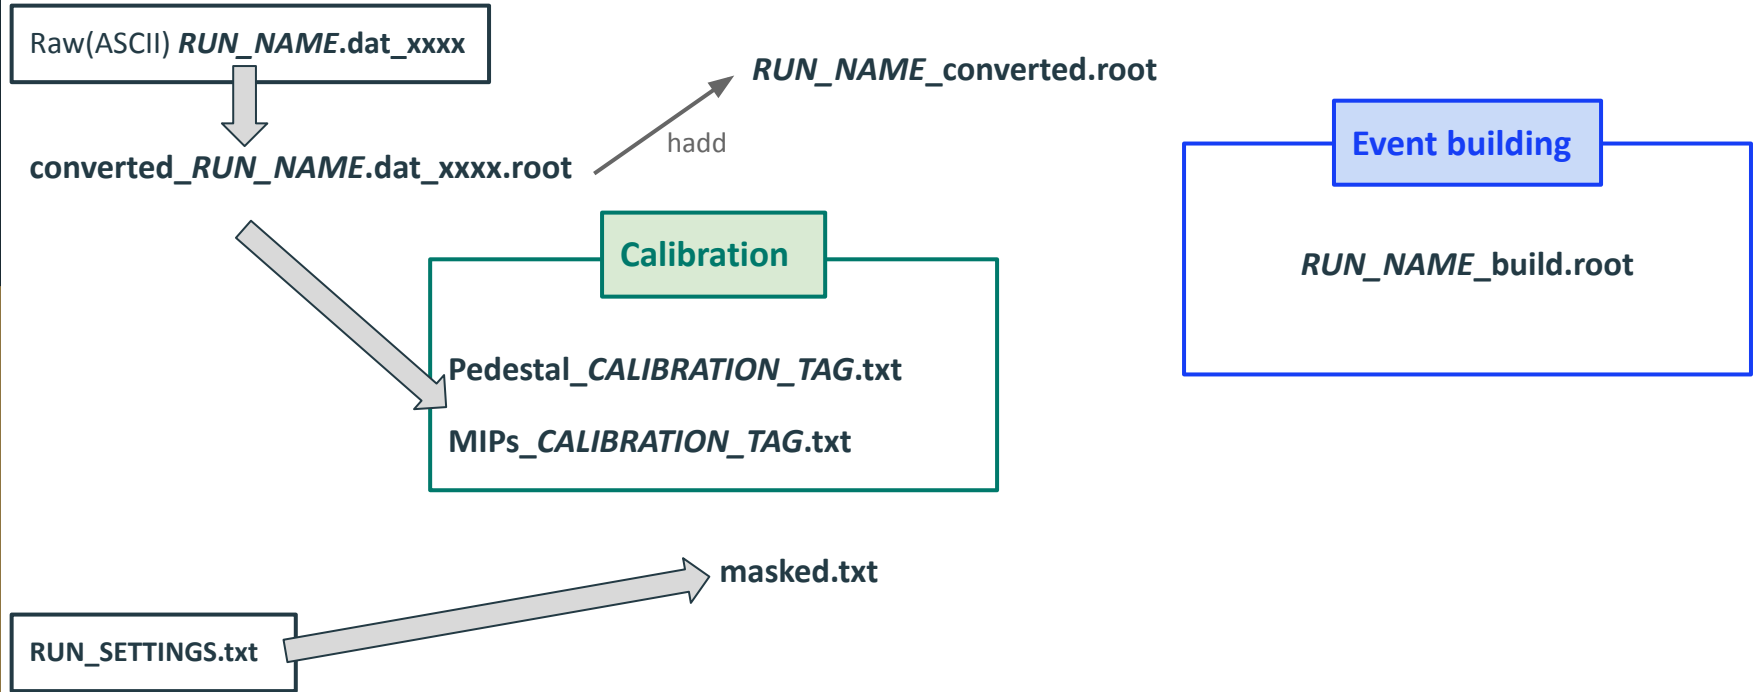 Raw(ASCII) RUN_NAME.dat_xxxx
RUN_NAME_converted.root
hadd
converted_RUN_NAME.dat_xxxx.root
Event building
RUN_NAME_build.root
Calibration
Pedestal_CALIBRATION_TAG.txt
MIPs_CALIBRATION_TAG.txt
masked.txt
RUN_SETTINGS.txt